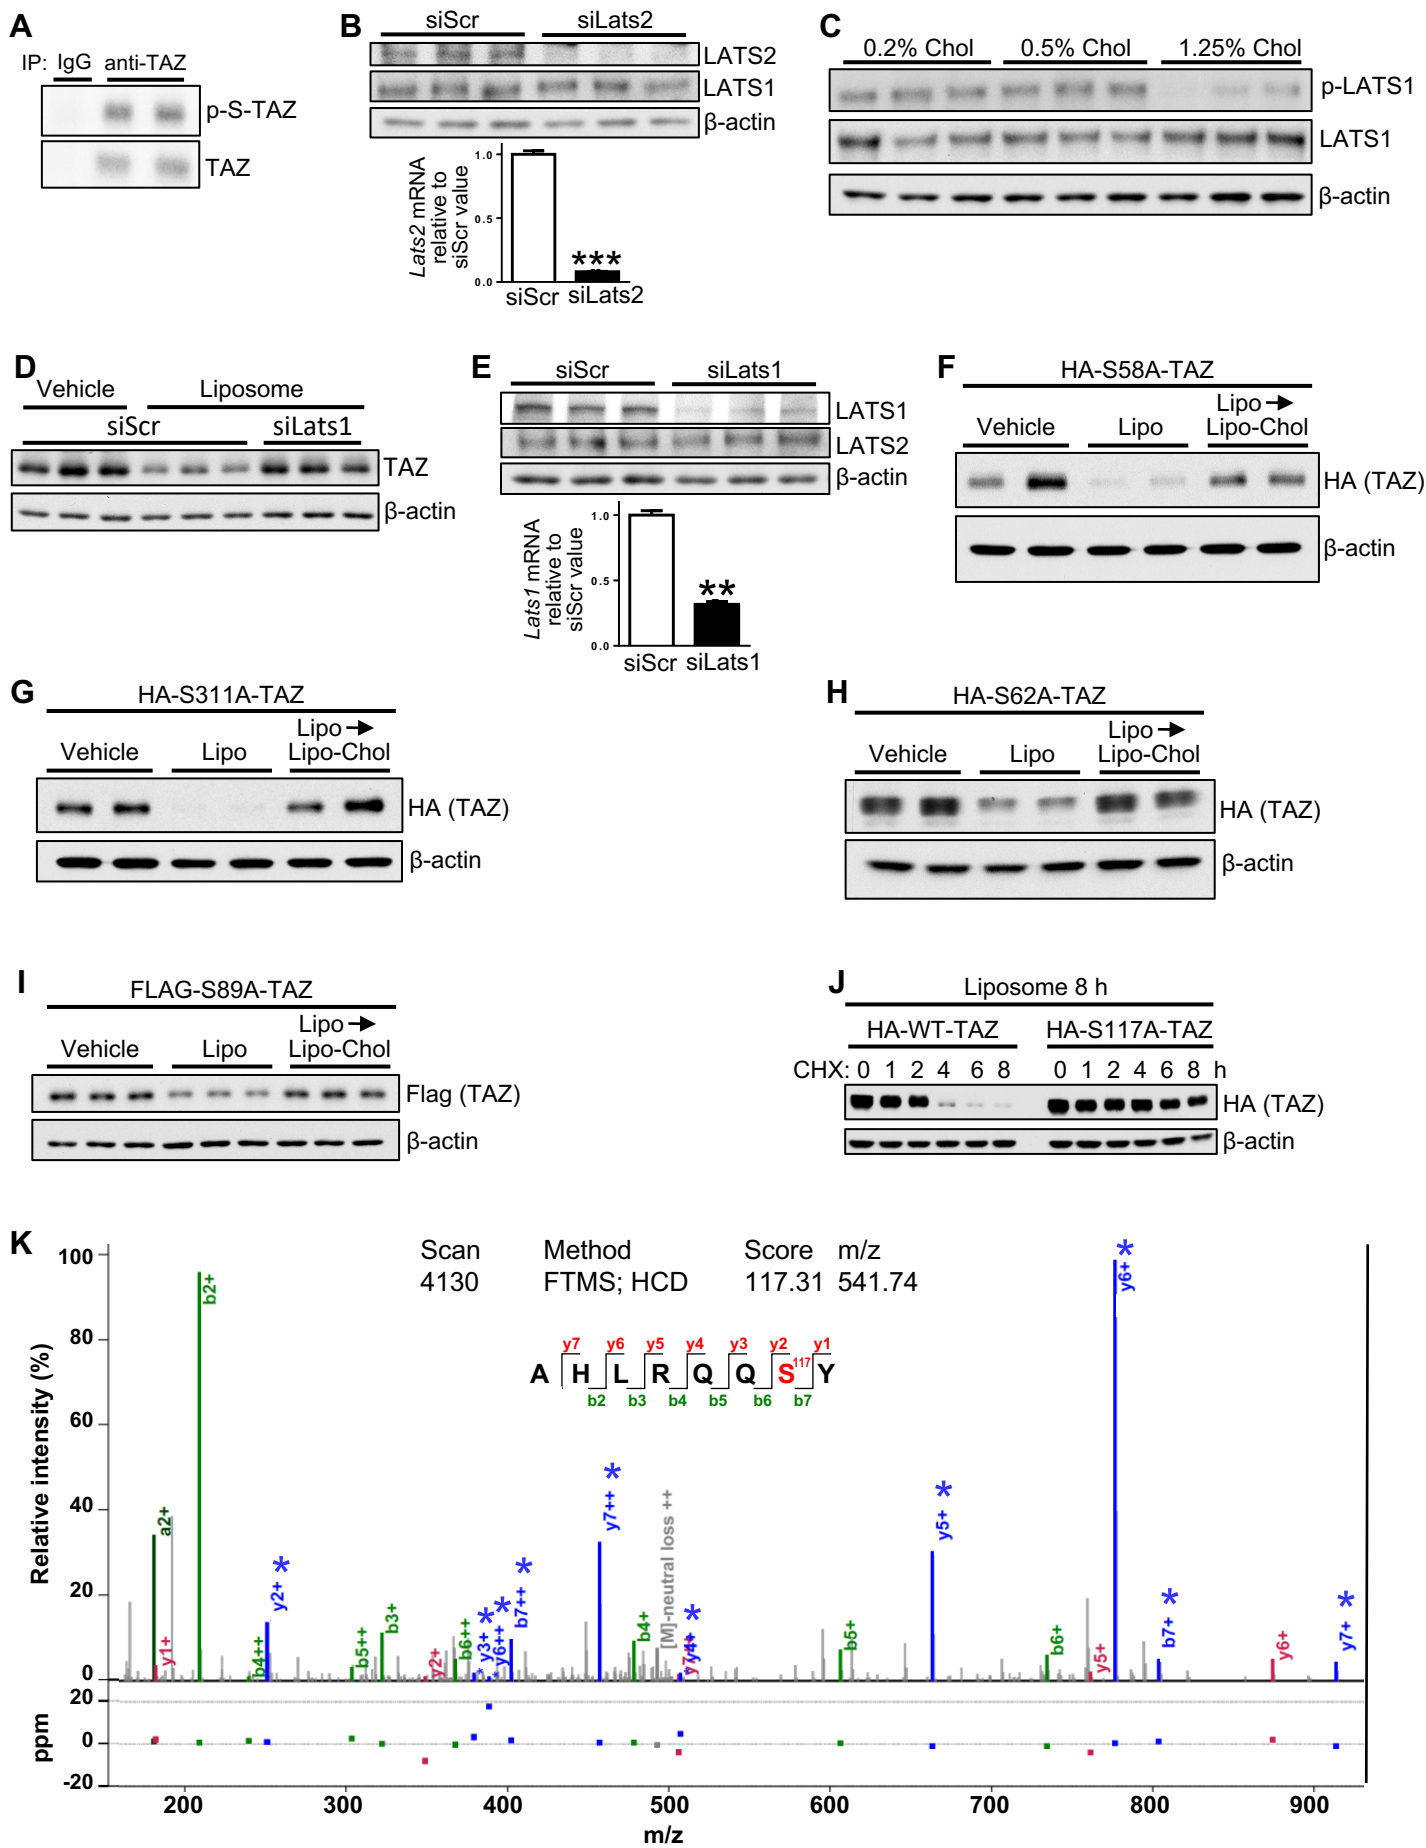 A
IP: IgG anti-TAZ
p-S-TAZ
TAZ
B
siScr siLats2
LATS2
LATS1
β-actin
Lats2 mRNA
relative to
siScr value
1.0
0.5
0.0
***
siScr siLats2
C
0.2% Chol 0.5% Chol 1.25% Chol
p-LATS1
LATS1
β-actin
D
Vehicle Liposome
siScr siLats1
TAZ
β-actin
E
siScr siLats1
LATS1
LATS2
β-actin
Lats1 mRNA
relative to
siScr value
1.0
0.5
0.0
**
siScr siLats1
F
HA-S58A-TAZ
Lipo →
Vehicle Lipo Lipo-Chol
HA (TAZ)
β-actin
G
HA-S311A-TAZ
Lipo →
Vehicle Lipo Lipo-Chol
HA (TAZ)
β-actin
H
HA-S62A-TAZ
Lipo →
Vehicle Lipo Lipo-Chol
HA (TAZ)
β-actin
I
FLAG-S89A-TAZ
Lipo →
Vehicle Lipo Lipo-Chol
Flag (TAZ)
β-actin
J
Liposome 8 h
HA-WT-TAZ HA-S117A-TAZ
CHX: 0 1 2 4 6 8 0 1 2 4 6 8 h
HA (TAZ)
β-actin
K
Scan Method Score m/z
4130 FTMS; HCD 117.31 541.74
y7 y6 y5 y4 y3 y2 y1
A H L R Q Q S117 Y
b2 b3 b4 b5 b6 b7
Relative intensity (%)
100
80
60
40
20
0
a2+
y1+
b2+
b4++
y2+ *
b5++
b3+
y2+
b6++
y3+ *
y6++ *
b7++ *
y7++ *
b4+
[M]-neutral loss ++
y7++
y4+ *
b5+
y5+ *
b6+
y5+
y6+ *
b7+ *
y6+
y7+ *
ppm
20
0
-20
200 300 400 500 600 700 800 900
m/z